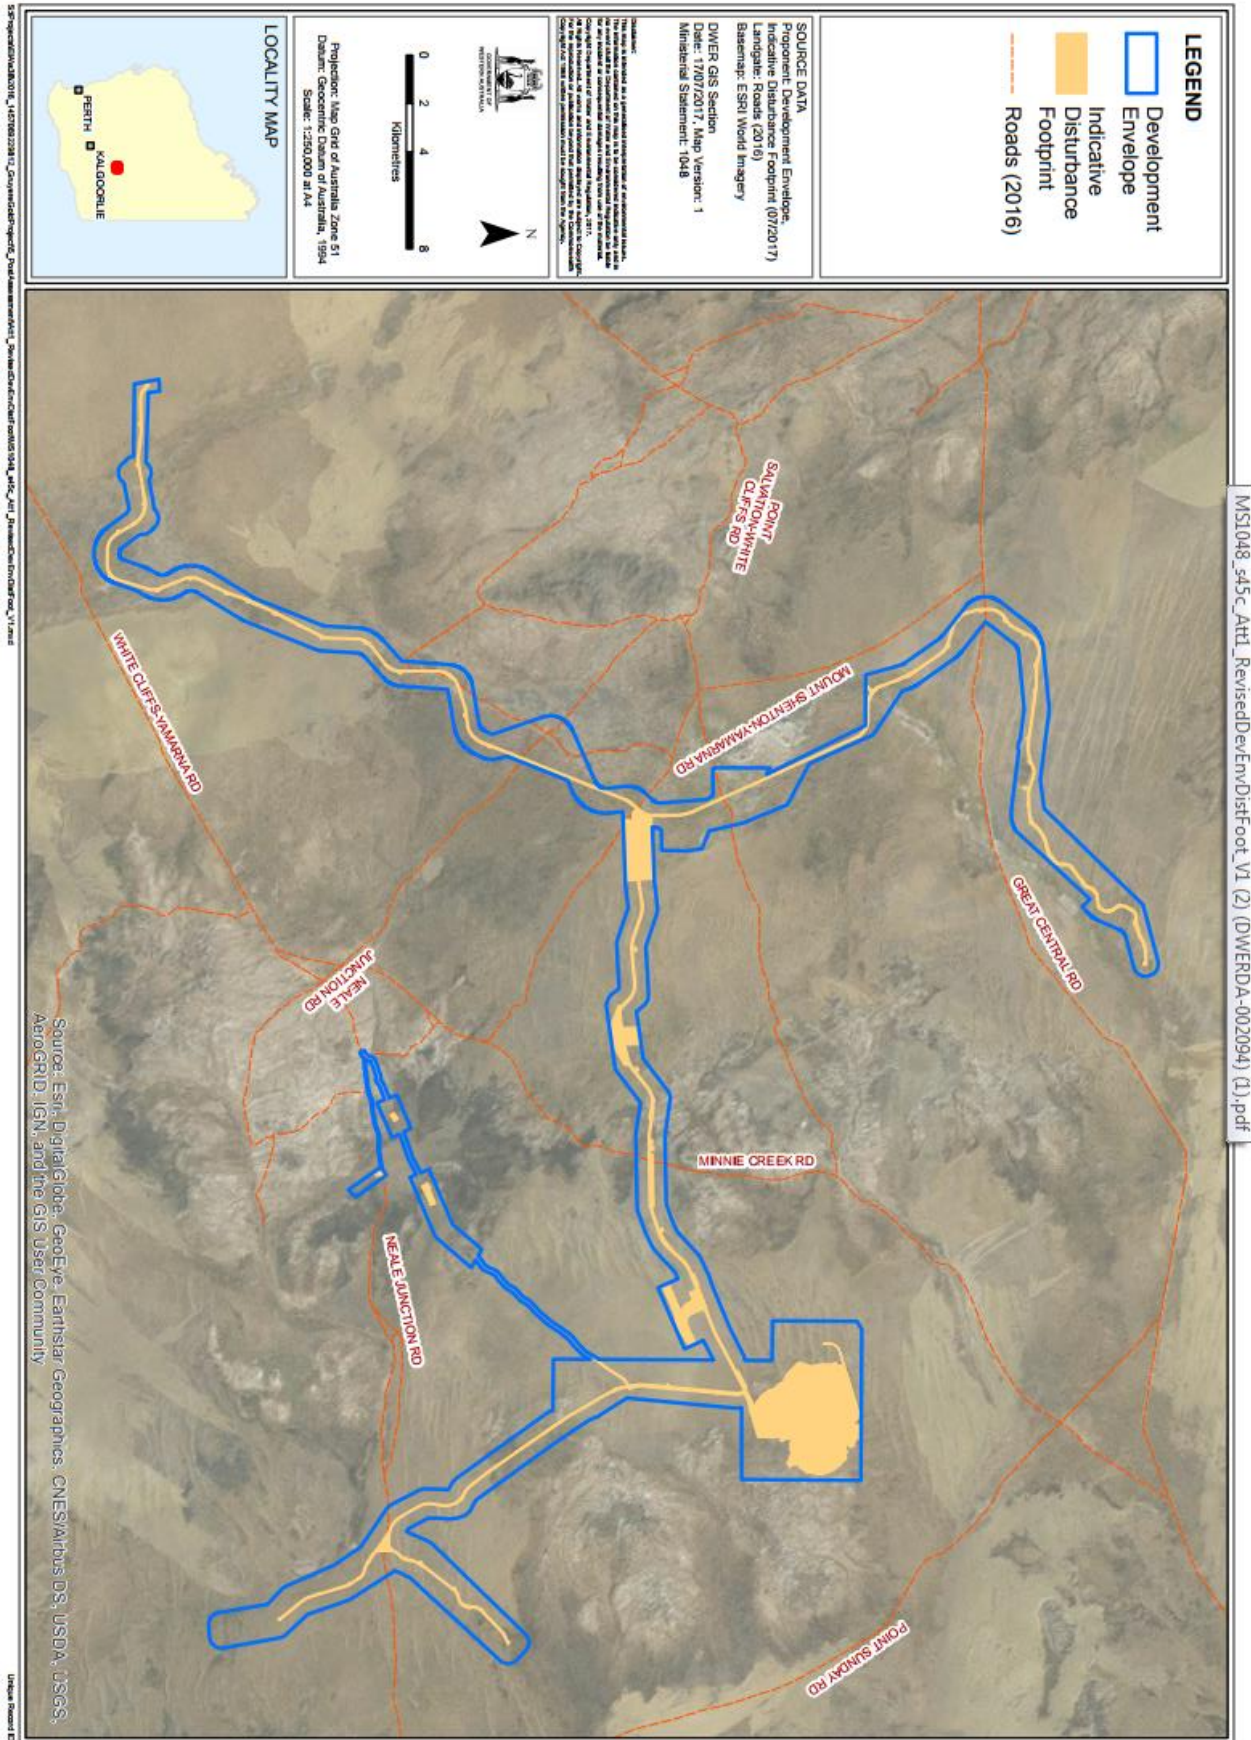 MS1048_s45c_Att1_RevisedDevEnvDistFoot_V1 (2) (DWERDA-002094) (1).pdf
LEGEND
Development
Envelope
Indicative
Disturbance
Footprint
Roads (2016)
SOURCE DATA
Proponent: Development Envelope,
Indicative Disturbance Footprint (07/2017)
Landgate: Roads (2016)
Basemap: ESRI World Imagery
DWER GIS Section
Date: 17/07/2017, Map Version: 1
Ministerial Statement: 1048
GOVERNMENT OF
WESTERN AUSTRALIA
N
0 2 4 8
Kilometres
Projection: Map Grid of Australia Zone 51
Datum: Geocentric Datum of Australia, 1994
Scale: 1:250,000 at A4
LOCALITY MAP
PERTH
KALGOORLIE
SALVATION-WHITE
POINT
CLIFFS RD
MOUNT SHENTON-YAMARNA
RD
GREAT CENTRAL RD
WHITE CLIFFS-YAMARNA RD
NEALE
JUNCTION RD
MINNIE CREEK RD
NEALE JUNCTION RD
POINT SUNDAY
RD
Source: Esri, DigitalGlobe, GeoEye, Earthstar Geographics, CNES/Airbus DS, USDA, USGS,
AeroGRID, IGN, and the GIS User Community